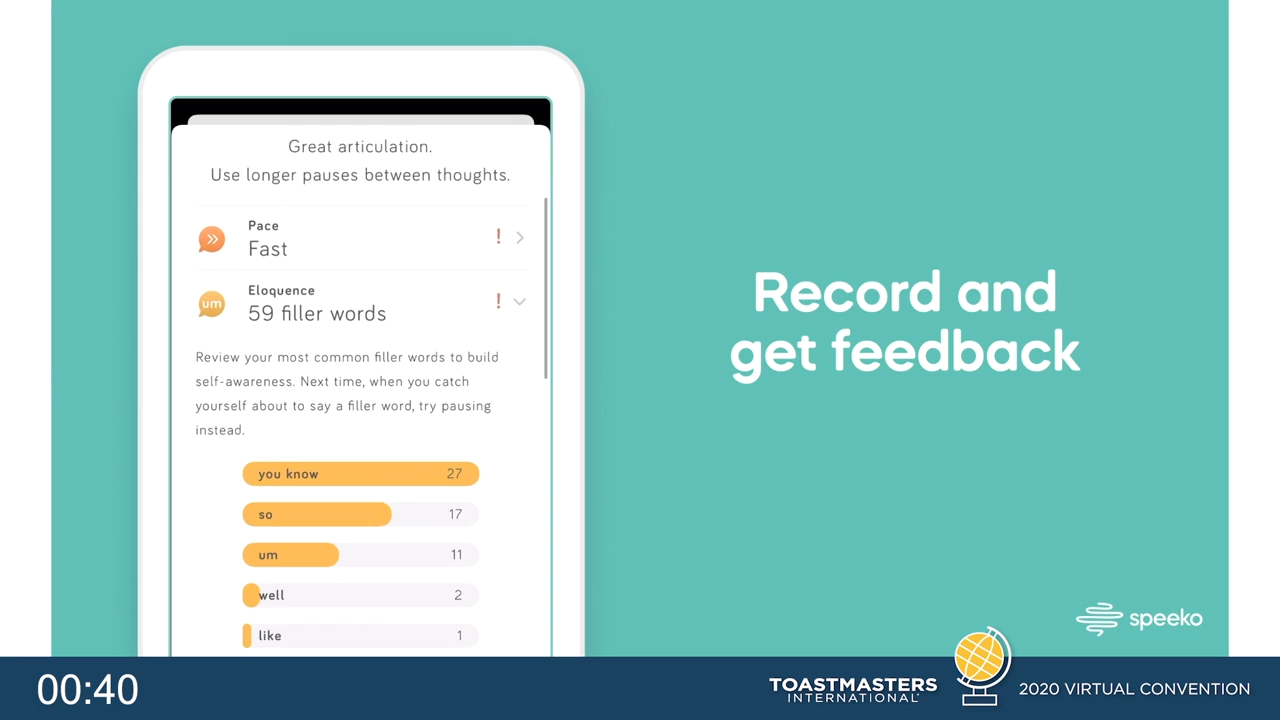 Great articulation.
Use longer pauses between thoughts.
Pace
Fast
!
um
Eloquence
59 filler words
!
Review your most common filler words to build
self-awareness. Next time, when you catch
yourself about to say a filler word, try pausing
instead.
you know 27
so 17
um 11
well 2
like 1
Record and
get feedback
speeko
00:40
TOASTMASTERS
INTERNATIONAL
2020 VIRTUAL CONVENTION